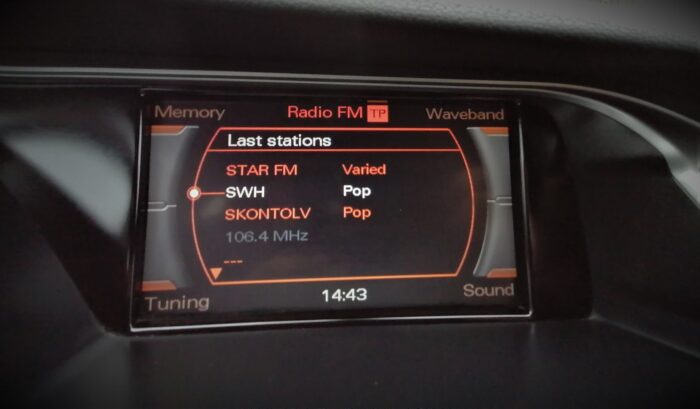 Memory Radio FM TP Waveband
Last stations
STAR FM Varied
SWH Pop
SKONTOLV Pop
106.4 MHz
---
Tuning 14:43 Sound